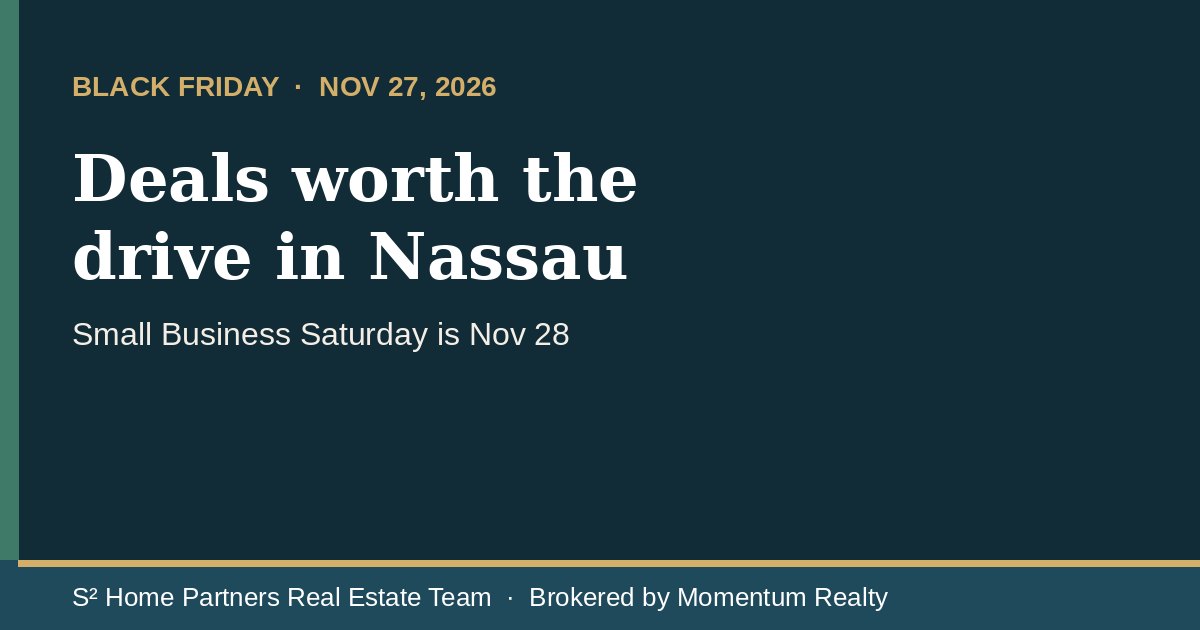 BLACK FRIDAY · NOV 27, 2026
Deals worth the
drive in Nassau
Small Business Saturday is Nov 28
S² Home Partners Real Estate Team · Brokered by Momentum Realty